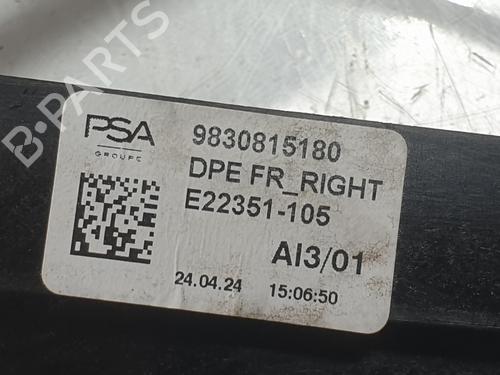 PSA
GROUPE
9830815180
DPE FR_RIGHT
E22351-105
AI3/01
24.04.24 15:06:50
B-PARTS